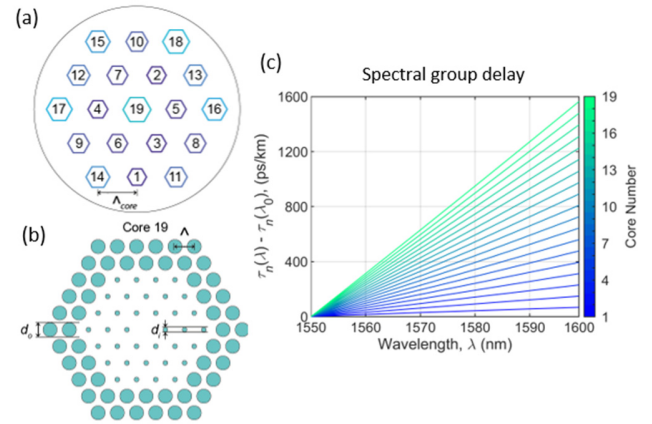 (a)
15 10 18
12 7 2 13
17 4 19 5 16
9 6 3 8
14 1 11
Λcore
(b)
Core 19
Λ
do
di
(c)
Spectral group delay
τn(λ) - τn(λ0), (ps/km)
1600
1200
800
400
0
1550 1560 1570 1580 1590 1600
Wavelength, λ (nm)
19
16
13
10
7
4
1
Core Number